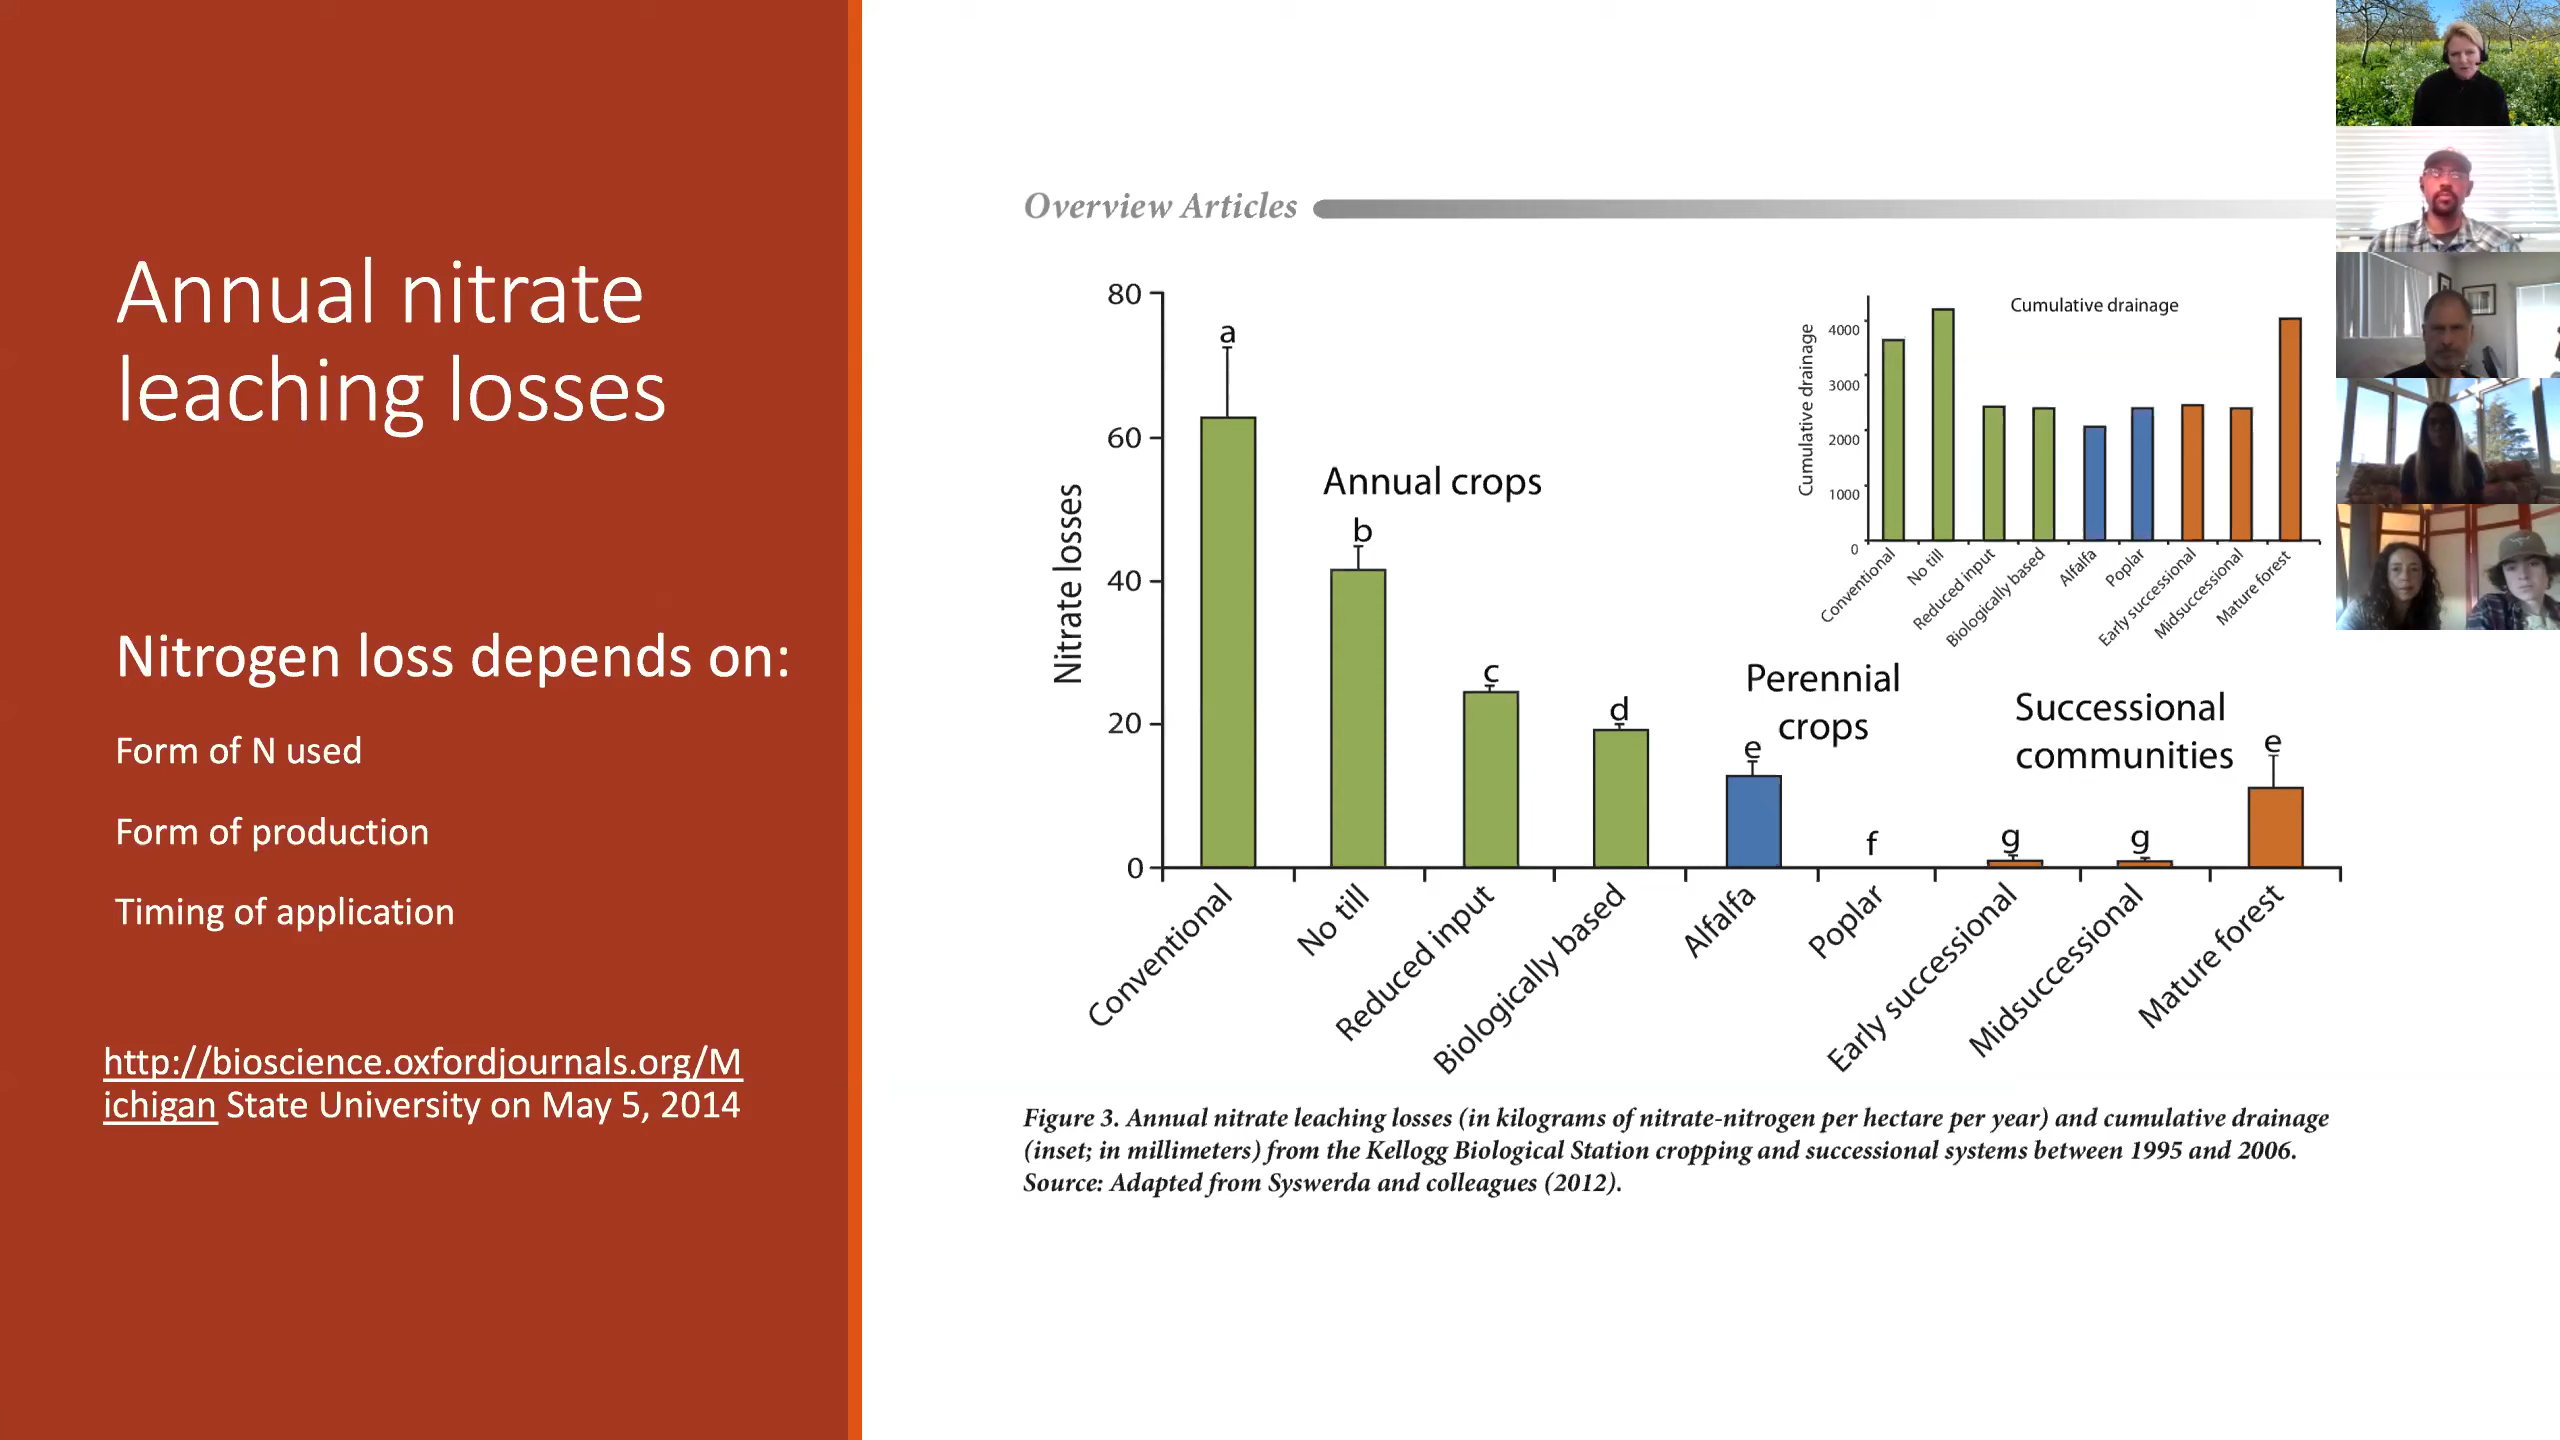 Annual nitrate
leaching losses
Nitrogen loss depends on:
Form of N used
Form of production
Timing of application
http://bioscience.oxfordjournals.org/M
ichigan State University on May 5, 2014
Overview Articles
80
60
40
20
0
Nitrate losses
a
b
c
d
e
f
g
g
e
Annual crops
Perennial
crops
Successional
communities
Conventional
No till
Reduced input
Biologically based
Alfalfa
Poplar
Early successional
Midsuccessional
Mature forest
Cumulative drainage
Cumulative drainage
4000
3000
2000
1000
0
Conventional
No till
Reduced input
Biologically based
Alfalfa
Poplar
Early successional
Midsuccessional
Mature forest
Figure 3. Annual nitrate leaching losses (in kilograms of nitrate-nitrogen per hectare per year) and cumulative drainage
(inset; in millimeters) from the Kellogg Biological Station cropping and successional systems between 1995 and 2006.
Source: Adapted from Syswerda and colleagues (2012).